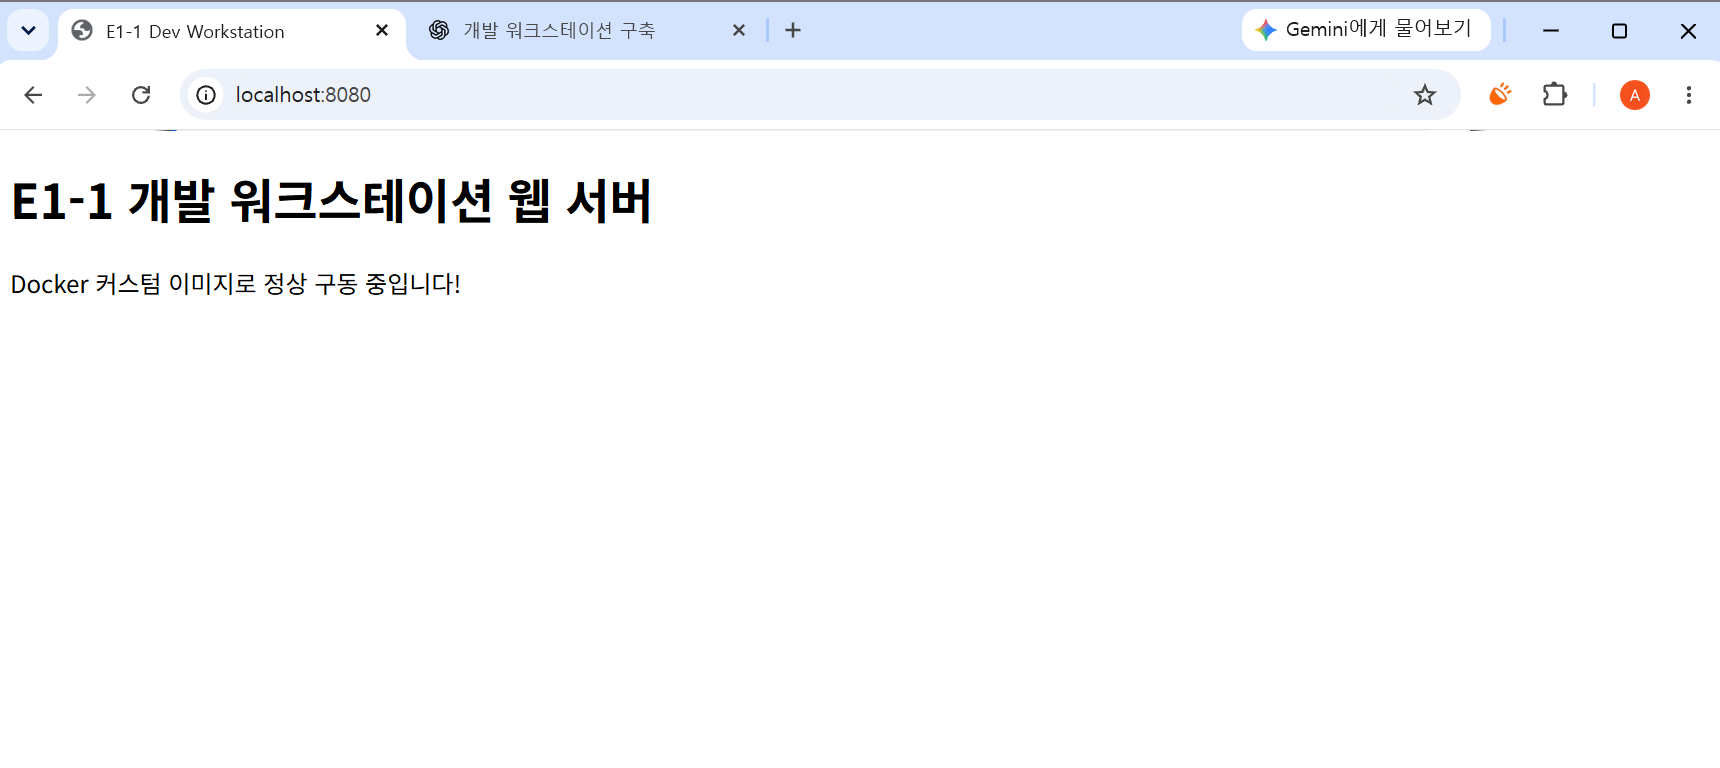 E1-1 Dev Workstation
개발 워크스테이션 구축
Gemini에게 물어보기
localhost:8080
A
E1-1 개발 워크스테이션 웹 서버
Docker 커스텀 이미지로 정상 구동 중입니다!